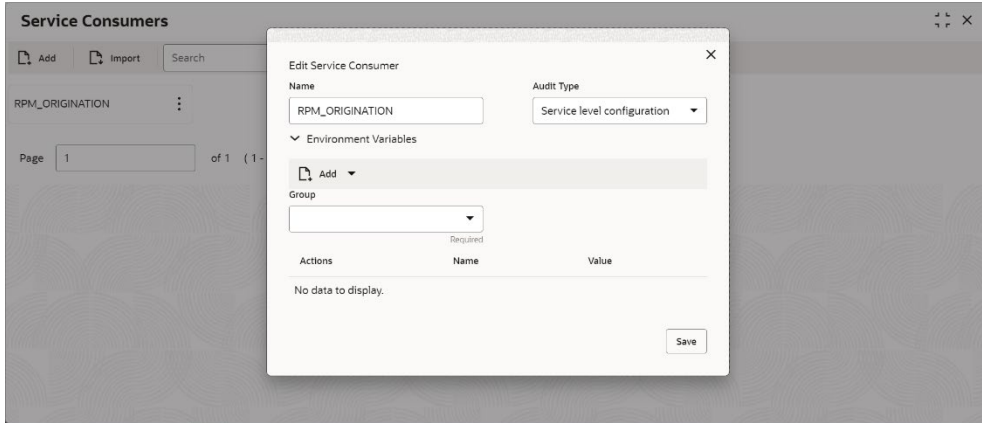 Service Consumers
Add Import Search
RPM_ORIGINATION
Page 1 of 1 ( 1 -
Edit Service Consumer
Name Audit Type
RPM_ORIGINATION Service level configuration
Environment Variables
Add
Group
Required
Actions Name Value
No data to display.
Save